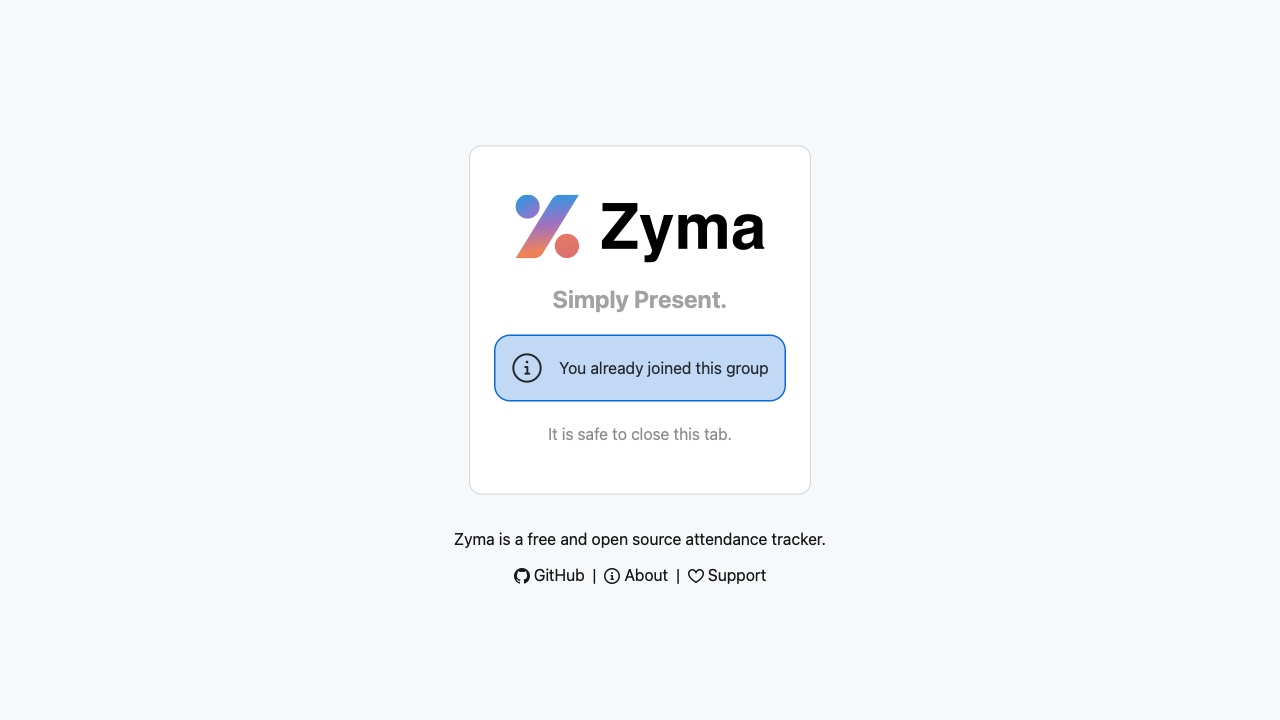 Zyma
Simply Present.
You already joined this group
It is safe to close this tab.
Zyma is a free and open source attendance tracker.
GitHub | About | Support